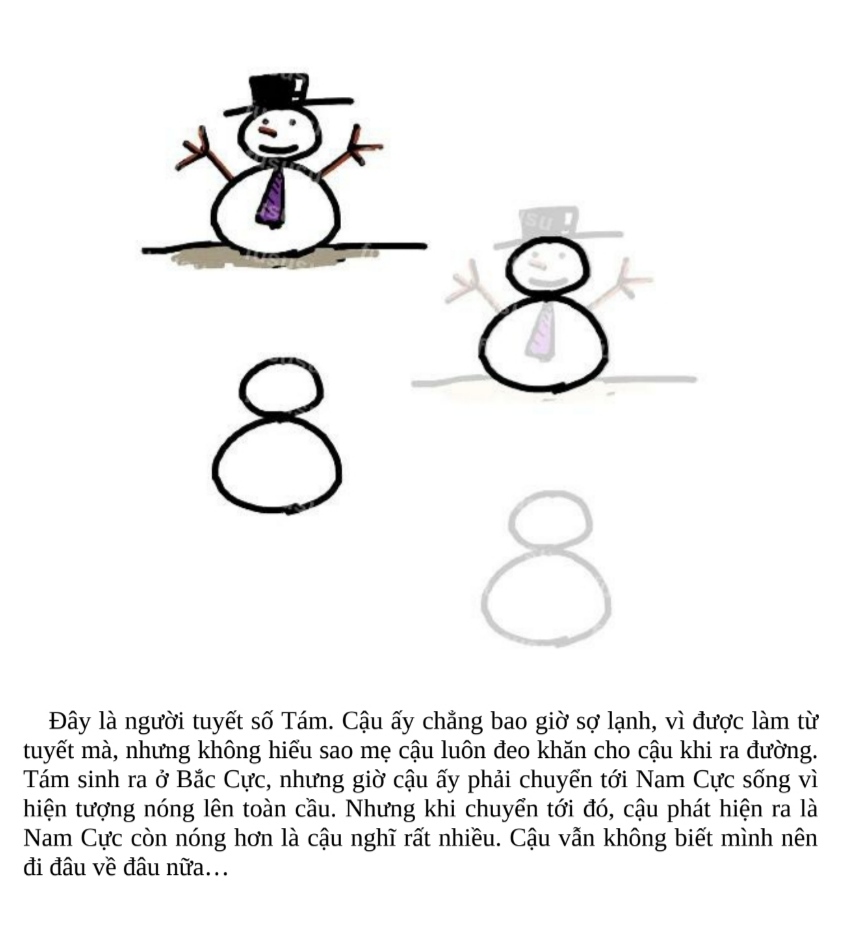 Đây là người tuyết số Tám. Cậu ấy chẳng bao giờ sợ lạnh, vì được làm từ
tuyết mà, nhưng không hiểu sao mẹ cậu luôn đeo khăn cho cậu khi ra đường.
Tám sinh ra ở Bắc Cực, nhưng giờ cậu ấy phải chuyển tới Nam Cực sống vì
hiện tượng nóng lên toàn cầu. Nhưng khi chuyển tới đó, cậu phát hiện ra là
Nam Cực còn nóng hơn là cậu nghĩ rất nhiều. Cậu vẫn không biết mình nên
đi đâu về đâu nữa…